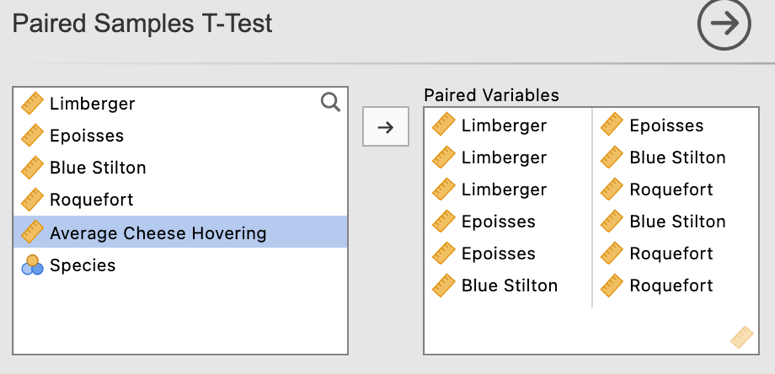 Paired Samples T-Test
Limberger
Epoisses
Blue Stilton
Roquefort
Average Cheese Hovering
Species
Paired Variables
Limberger Epoisses
Limberger Blue Stilton
Limberger Roquefort
Epoisses Blue Stilton
Epoisses Roquefort
Blue Stilton Roquefort